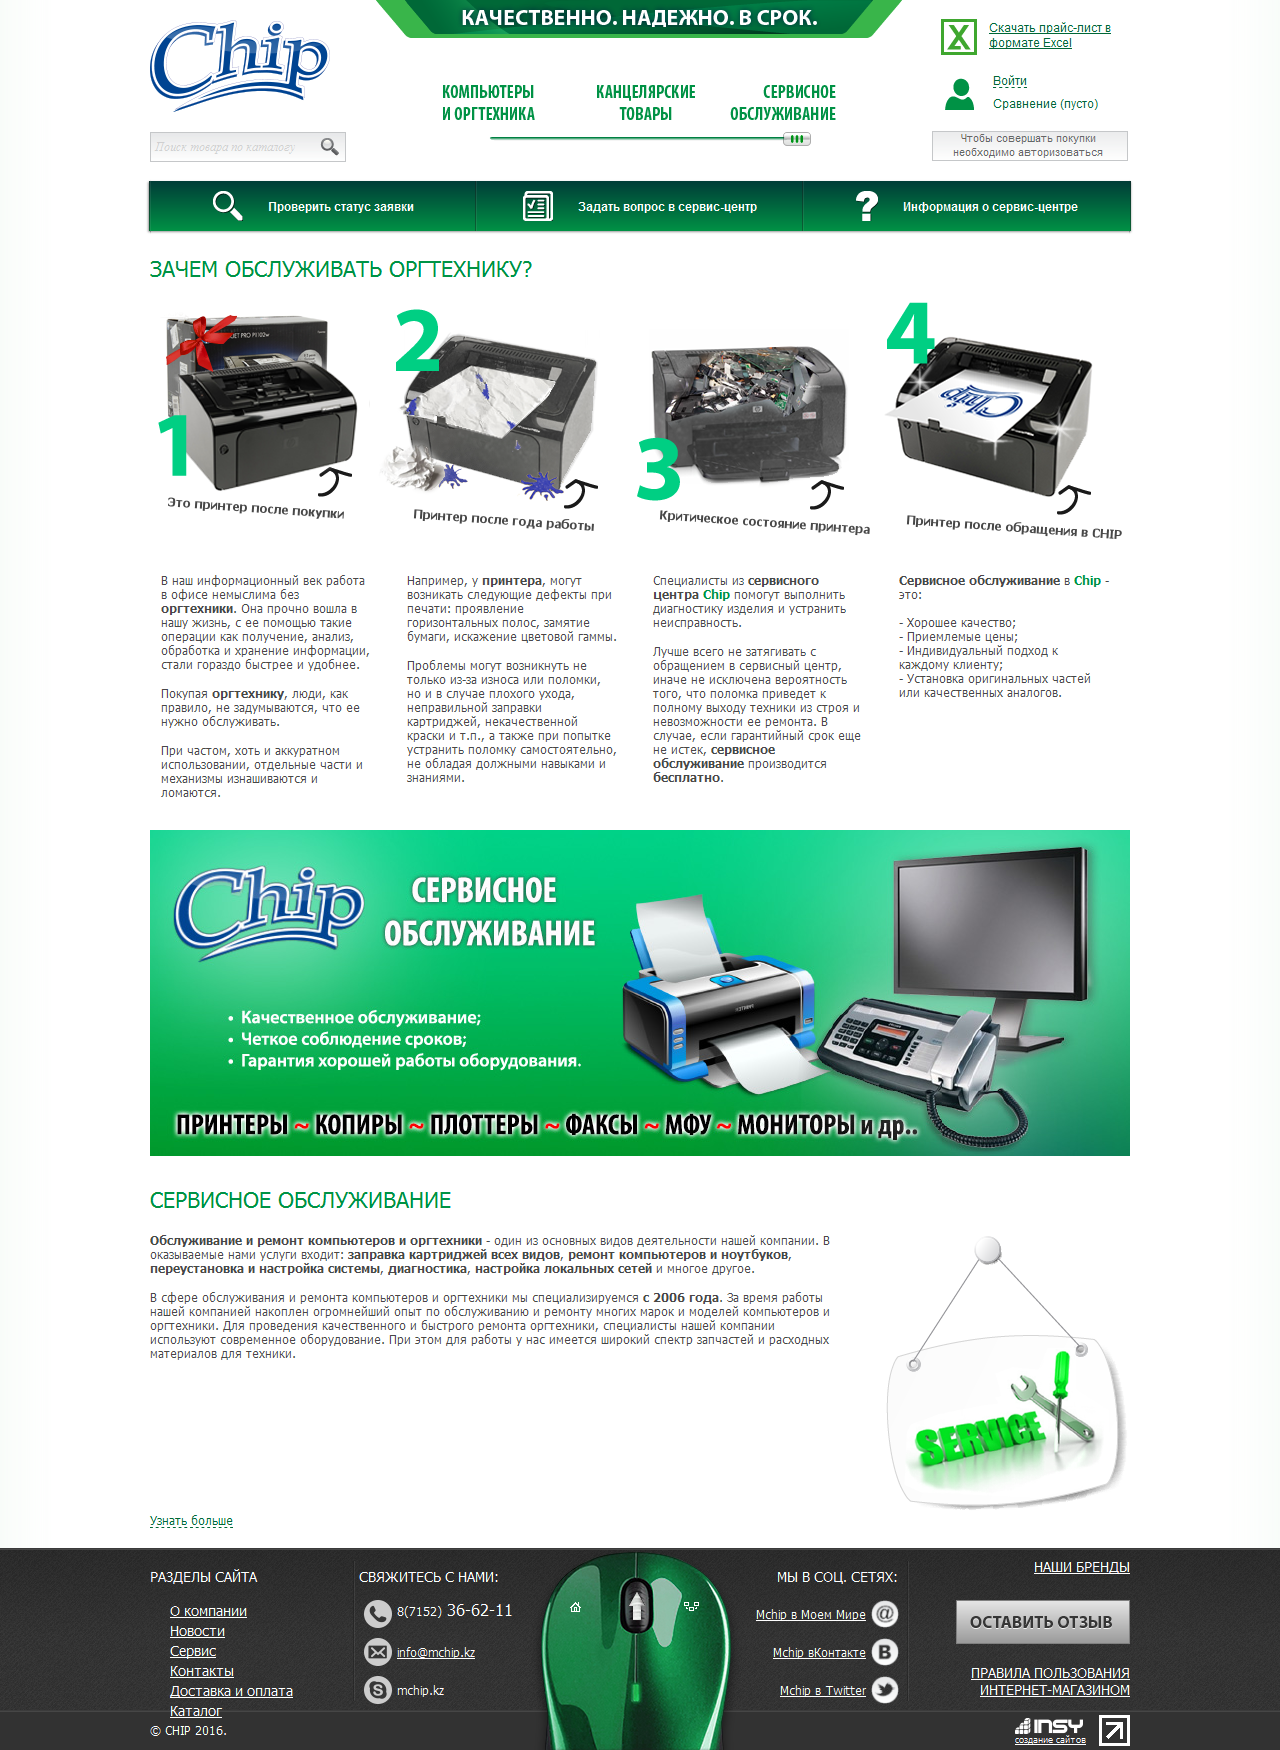 КАЧЕСТВЕННО. НАДЕЖНО. В СРОК.
Chip
Скачать прайс-лист в
формате Excel
Войти
Сравнение (пусто)
КОМПЬЮТЕРЫ
И ОРГТЕХНИКА
КАНЦЕЛЯРСКИЕ
ТОВАРЫ
СЕРВИСНОЕ
ОБСЛУЖИВАНИЕ
Поиск товара по каталогу
Чтобы совершать покупки
необходимо авторизоваться
Проверить статус заявки
Задать вопрос в сервис-центр
Информация о сервис-центре
ЗАЧЕМ ОБСЛУЖИВАТЬ ОРГТЕХНИКУ?
1
Это принтер после покупки
2
Принтер после года работы
3
Критическое состояние принтера
4
Chip
Принтер после обращения в CHIP
В наш информационный век работа
в офисе немыслима без
оргтехники. Она прочно вошла в
нашу жизнь, с ее помощью такие
операции как получение, анализ,
обработка и хранение информации,
стали гораздо быстрее и удобнее.
Покупая оргтехнику, люди, как
правило, не задумываются, что ее
нужно обслуживать.
При частом, хоть и аккуратном
использовании, отдельные части и
механизмы изнашиваются и
ломаются.
Например, у принтера, могут
возникать следующие дефекты при
печати: проявление
горизонтальных полос, замятие
бумаги, искажение цветовой гаммы.
Проблемы могут возникнуть не
только из-за износа или поломки,
но и в случае плохого ухода,
неправильной заправки
картриджей, некачественной
краски и т.п., а также при попытке
устранить поломку самостоятельно,
не обладая должными навыками и
знаниями.
Специалисты из сервисного
центра Chip помогут выполнить
диагностику изделия и устранить
неисправность.
Лучше всего не затягивать с
обращением в сервисный центр,
иначе не исключена вероятность
того, что поломка приведет к
полному выходу техники из строя и
невозможности ее ремонта. В
случае, если гарантийный срок еще
не истек, сервисное
обслуживание производится
бесплатно.
Сервисное обслуживание в Chip -
это:
- Хорошее качество;
- Приемлемые цены;
- Индивидуальный подход к
каждому клиенту;
- Установка оригинальных частей
или качественных аналогов.
Chip
СЕРВИСНОЕ
ОБСЛУЖИВАНИЕ
• Качественное обслуживание;
• Четкое соблюдение сроков;
• Гарантия хорошей работы оборудования.
ПРИНТЕРЫ ~ КОПИРЫ ~ ПЛОТТЕРЫ ~ ФАКСЫ ~ МФУ ~ МОНИТОРЫ и др..
СЕРВИСНОЕ ОБСЛУЖИВАНИЕ
Обслуживание и ремонт компьютеров и оргтехники - один из основных видов деятельности нашей компании. В
оказываемые нами услуги входит: заправка картриджей всех видов, ремонт компьютеров и ноутбуков,
переустановка и настройка системы, диагностика, настройка локальных сетей и многое другое.
В сфере обслуживания и ремонта компьютеров и оргтехники мы специализируемся с 2006 года. За время работы
нашей компанией накоплен огромнейший опыт по обслуживанию и ремонту многих марок и моделей компьютеров и
оргтехники. Для проведения качественного и быстрого ремонта оргтехники, специалисты нашей компании
используют современное оборудование. При этом для работы у нас имеется широкий спектр запчастей и расходных
материалов для техники.
SERVICE
Узнать больше
РАЗДЕЛЫ САЙТА
О компании
Новости
Сервис
Контакты
Доставка и оплата
Каталог
© CHIP 2016.
СВЯЖИТЕСЬ С НАМИ:
8(7152) 36-62-11
info@mchip.kz
mchip.kz
МЫ В СОЦ. СЕТЯХ:
Mchip в Моем Мире
Mchip вКонтакте
Mchip в Twitter
НАШИ БРЕНДЫ
ОСТАВИТЬ ОТЗЫВ
ПРАВИЛА ПОЛЬЗОВАНИЯ
ИНТЕРНЕТ-МАГАЗИНОМ
INSY
создание сайтов